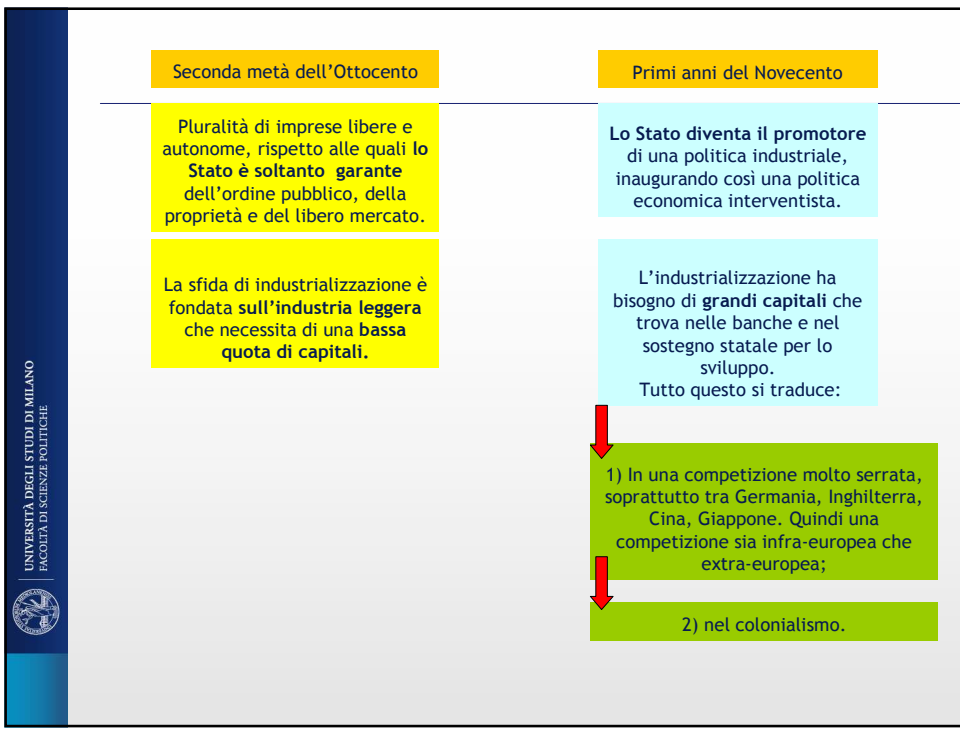 Seconda metà dell'Ottocento
Pluralità di imprese libere e
autonome, rispetto alle quali lo
Stato è soltanto garante
dell'ordine pubblico, della
proprietà e del libero mercato.
La sfida di industrializzazione è
fondata sull'industria leggera
che necessita di una bassa
quota di capitali.
Primi anni del Novecento
Lo Stato diventa il promotore
di una politica industriale,
inaugurando così una politica
economica interventista.
L'industrializzazione ha
bisogno di grandi capitali che
trova nelle banche e nel
sostegno statale per lo
sviluppo.
Tutto questo si traduce:
1) In una competizione molto serrata,
soprattutto tra Germania, Inghilterra,
Cina, Giappone. Quindi una
competizione sia infra-europea che
extra-europea;
2) nel colonialismo.
UNIVERSITÀ DEGLI STUDI DI MILANO
FACOLTÀ DI SCIENZE POLITICHE